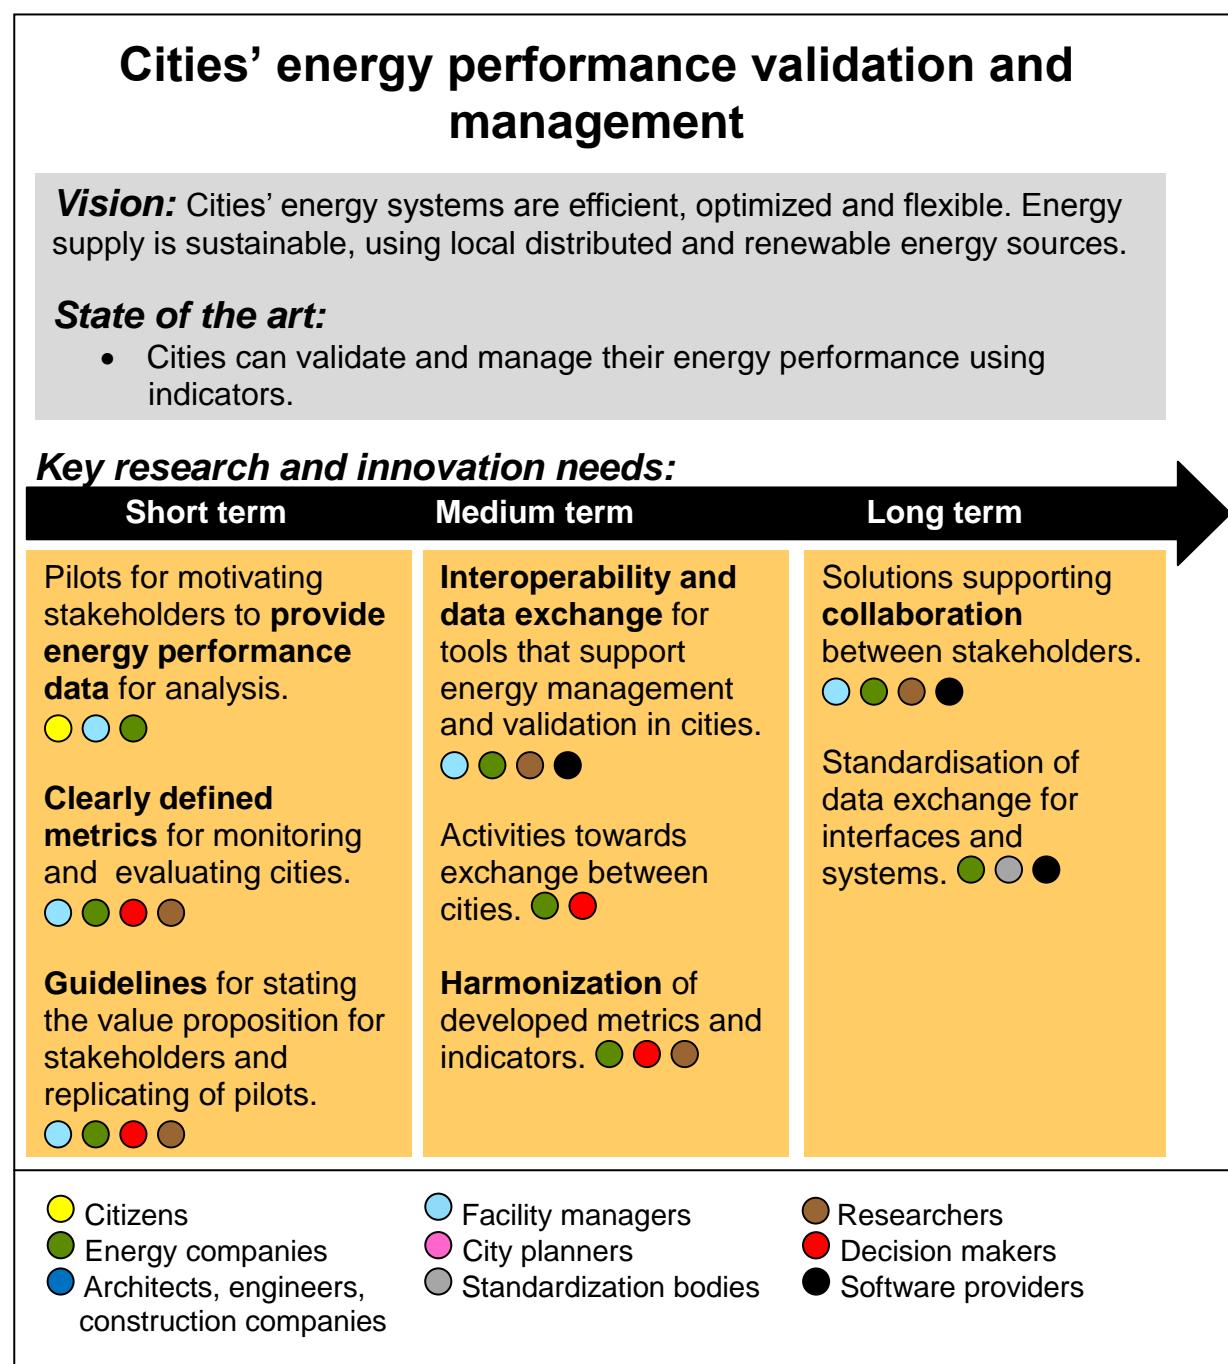 Cities’ energy performance validation and
management
Vision: Cities’ energy systems are efficient, optimized and flexible. Energy
supply is sustainable, using local distributed and renewable energy sources.
State of the art:
• Cities can validate and manage their energy performance using
indicators.
Key research and innovation needs:
Short term
Medium term
Long term
Pilots for motivating
stakeholders to provide
energy performance
data for analysis.
Clearly defined
metrics for monitoring
and  evaluating cities.
Guidelines for stating
the value proposition for
stakeholders and
replicating of pilots.
Interoperability and
data exchange for
tools that support
energy management
and validation in cities.
Activities towards
exchange between
cities.
Harmonization of
developed metrics and
indicators.
Solutions supporting
collaboration
between stakeholders.
Standardisation of
data exchange for
interfaces and
systems.
Citizens
Energy companies
Architects, engineers,
construction companies
Facility managers
City planners
Standardization bodies
Researchers
Decision makers
Software providers